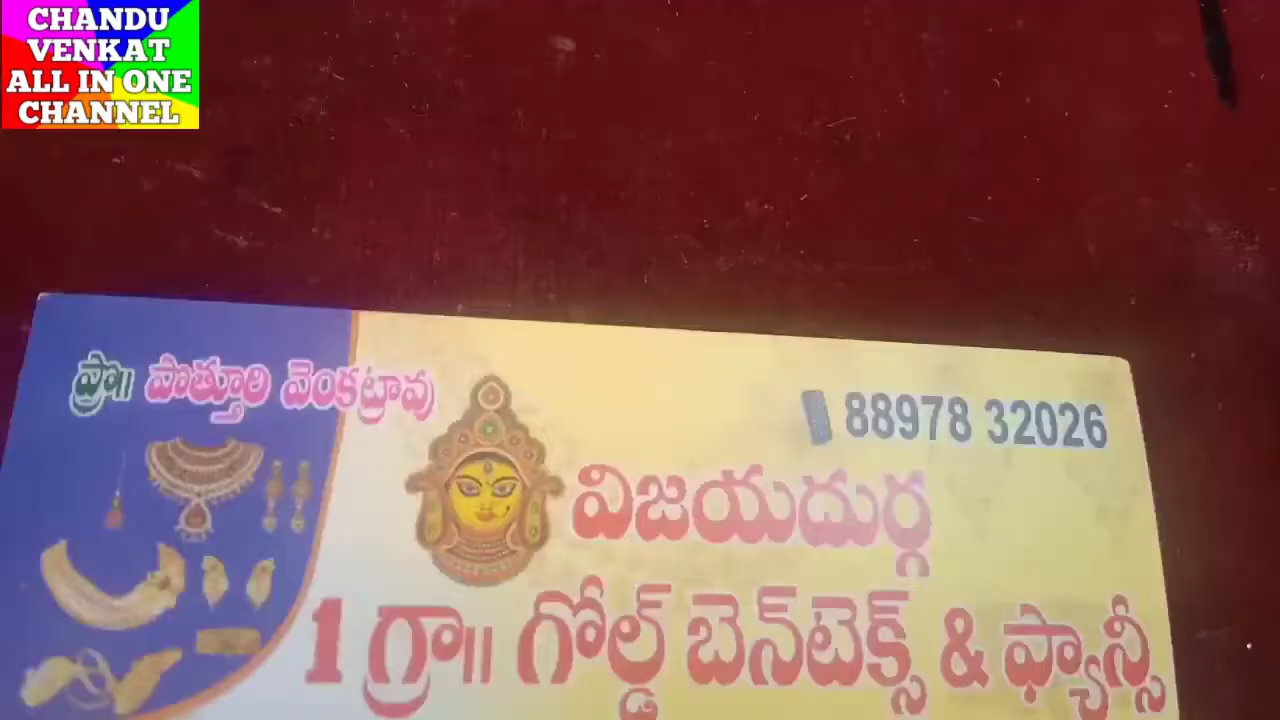 CHANDU
VENKAT
ALL IN ONE
CHANNEL
ప్రొ॥ పొత్తూరి వెంకట్రావు
88978 32026
విజయదుర్గ
1 గ్రా॥ గోల్డ్ బెన్‌టెక్స్ & ఫ్యాన్సీ